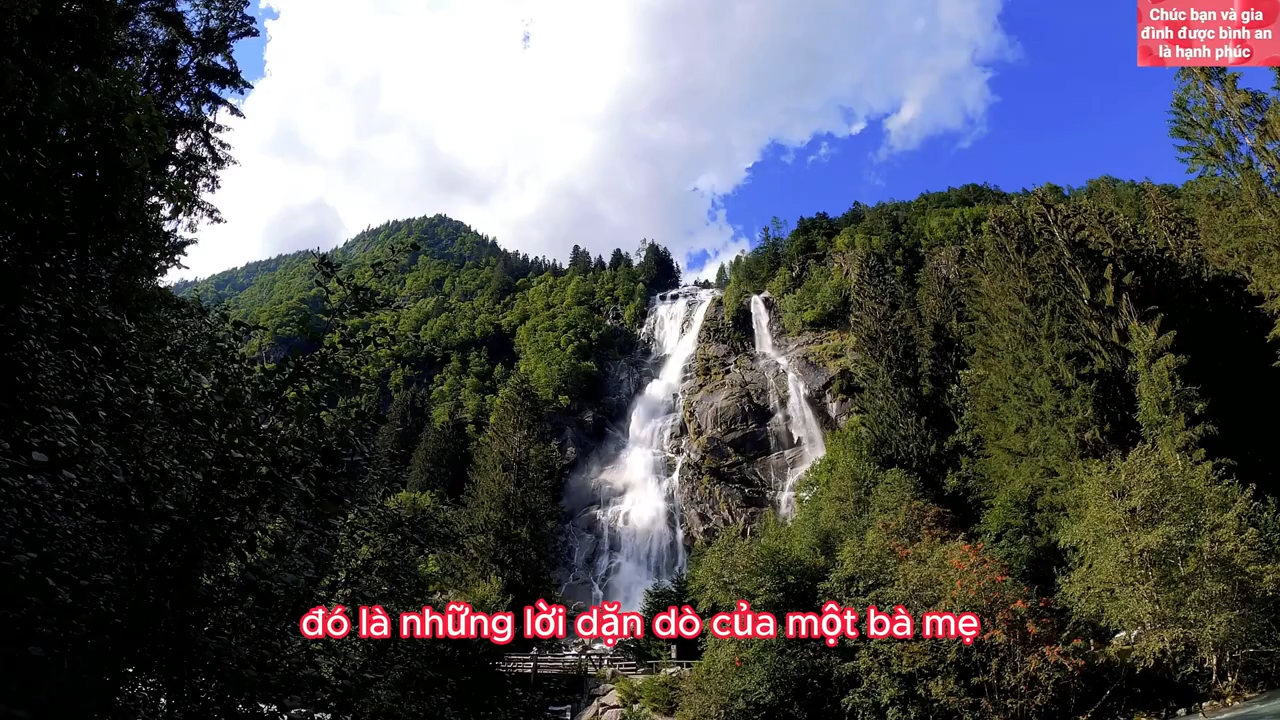 Chúc bạn và gia
đình được bình an
là hạnh phúc
đó là những lời dặn dò của một bà mẹ